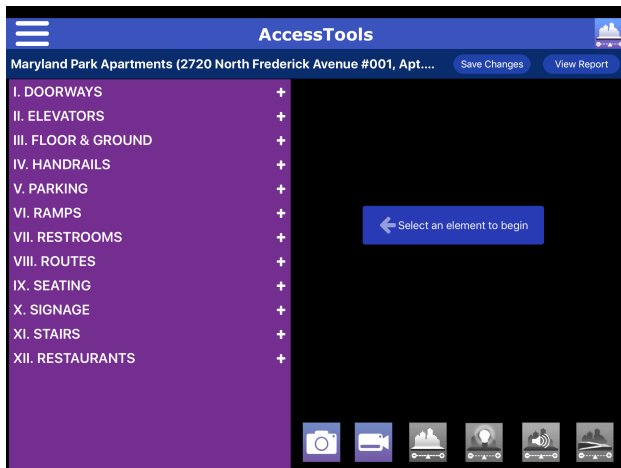 AccessTools
Maryland Park Apartments (2720 North Frederick Avenue #001, Apt....
Save Changes
View Report
I. DOORWAYS +
II. ELEVATORS +
III. FLOOR & GROUND +
IV. HANDRAILS +
V. PARKING +
VI. RAMPS +
VII. RESTROOMS +
VIII. ROUTES +
IX. SEATING +
X. SIGNAGE +
XI. STAIRS +
XII. RESTAURANTS +
Select an element to begin